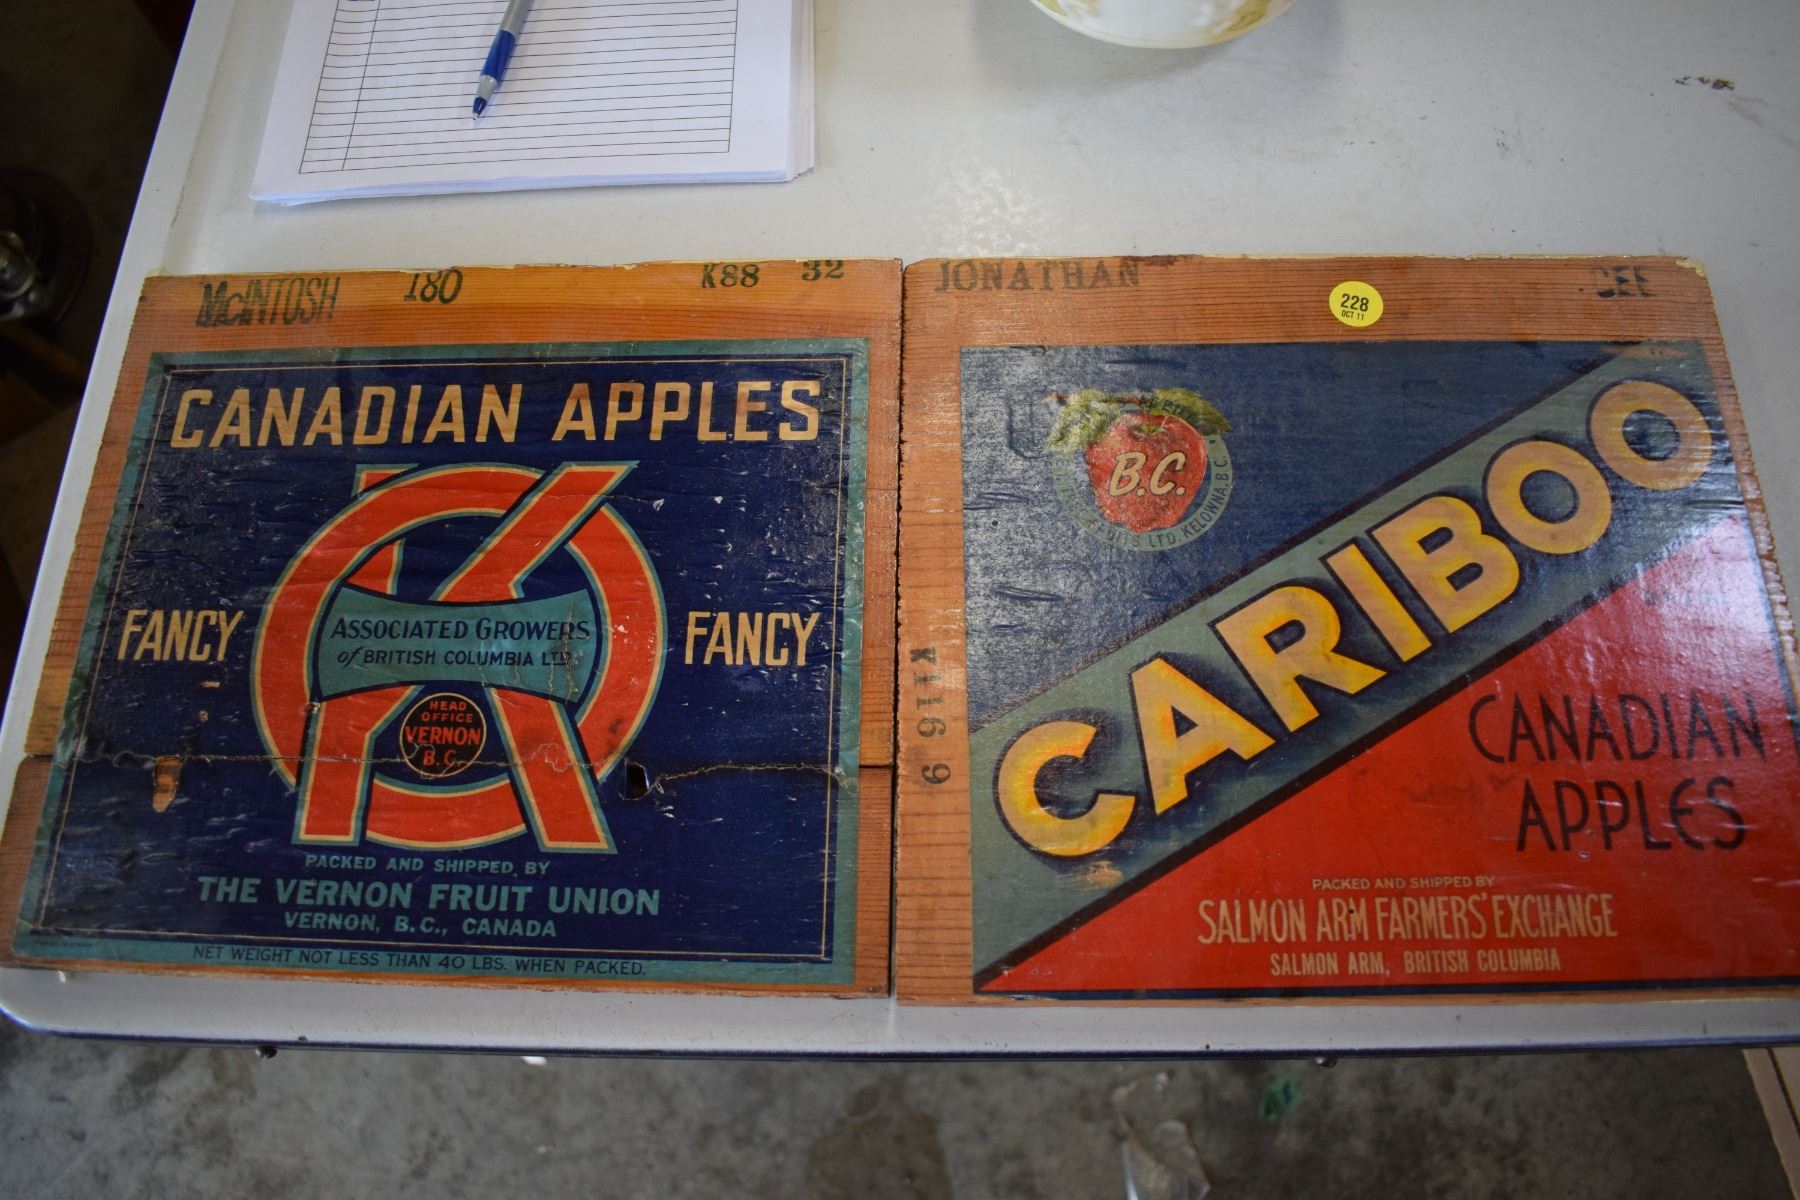 McINTOSH 180 K88 32
CANADIAN APPLES
FANCY
FANCY
ASSOCIATED GROWERS
of BRITISH COLUMBIA LTD.
HEAD
OFFICE
VERNON
B.C.
PACKED AND SHIPPED BY
THE VERNON FRUIT UNION
VERNON, B.C., CANADA
NET WEIGHT NOT LESS THAN 40 LBS. WHEN PACKED.
JONATHAN
CEE
228
OCT 11
K116 9
B.C.
LTD. KELOWNA, B.C.
CARIBOO
CANADIAN
APPLES
PACKED AND SHIPPED BY
SALMON ARM FARMERS' EXCHANGE
SALMON ARM, BRITISH COLUMBIA